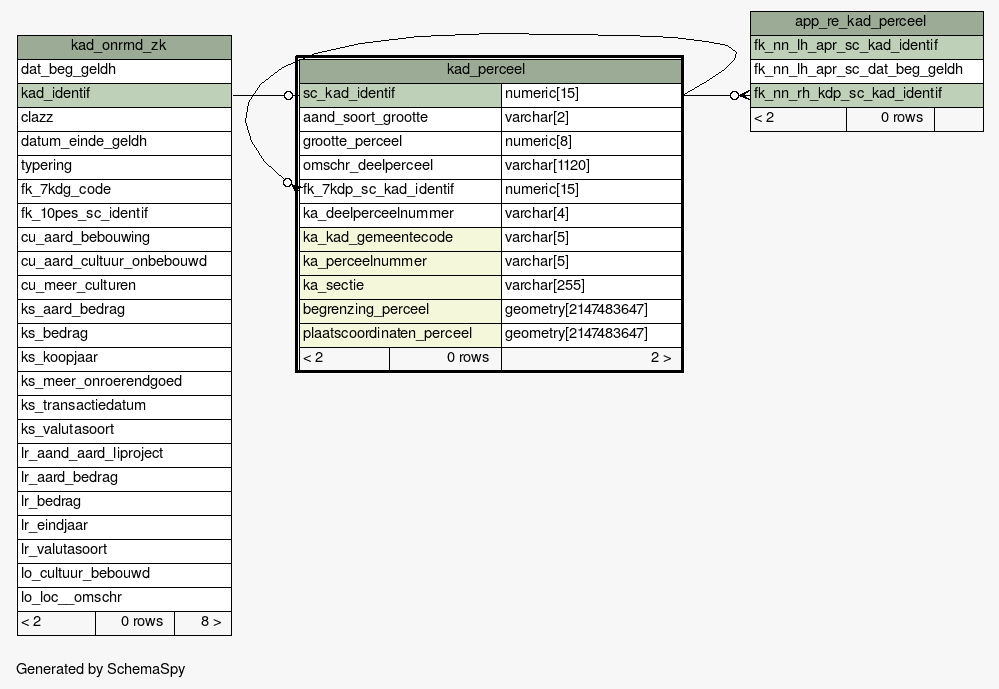 kad_onrmd_zk
dat_beg_geldh
kad_identif
clazz
datum_einde_geldh
typering
fk_7kdg_code
fk_10pes_sc_identif
cu_aard_bebouwing
cu_aard_cultuur_onbebouwd
cu_meer_culturen
ks_aard_bedrag
ks_bedrag
ks_koopjaar
ks_meer_onroerendgoed
ks_transactiedatum
ks_valutasoort
lr_aand_aard_liproject
lr_aard_bedrag
lr_bedrag
lr_eindjaar
lr_valutasoort
lo_cultuur_bebouwd
lo_loc__omschr
< 2 0 rows 8 >
kad_perceel
sc_kad_identif numeric[15]
aand_soort_grootte varchar[2]
grootte_perceel numeric[8]
omschr_deelperceel varchar[1120]
fk_7kdp_sc_kad_identif numeric[15]
ka_deelperceelnummer varchar[4]
ka_kad_gemeentecode varchar[5]
ka_perceelnummer varchar[5]
ka_sectie varchar[255]
begrenzing_perceel geometry[2147483647]
plaatscoordinaten_perceel geometry[2147483647]
< 2 0 rows 2 >
app_re_kad_perceel
fk_nn_lh_apr_sc_kad_identif
fk_nn_lh_apr_sc_dat_beg_geldh
fk_nn_rh_kdp_sc_kad_identif
< 2 0 rows
Generated by SchemaSpy